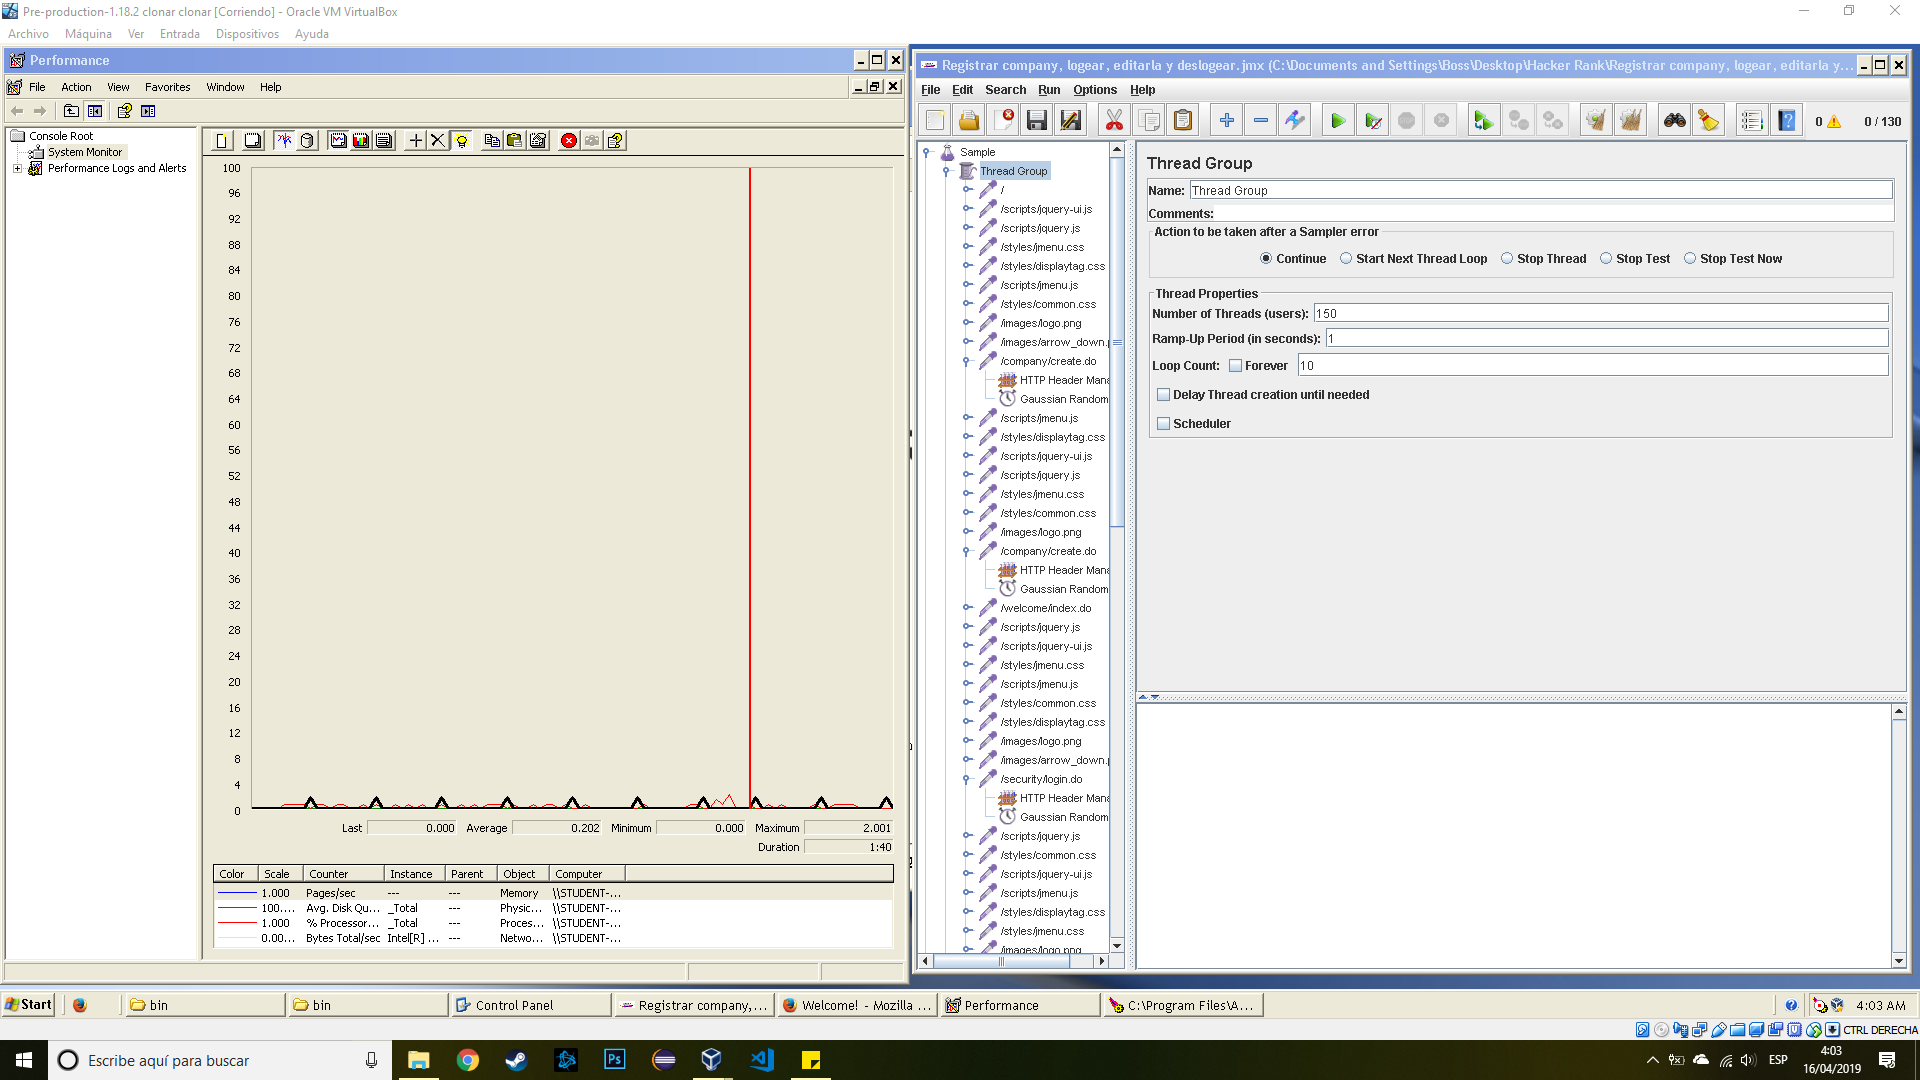 Pre-production-1.18.2 clonar clonar [Corriendo] - Oracle VM VirtualBox
Archivo Máquina Ver Entrada Dispositivos Ayuda
Performance
File Action View Favorites Window Help
Console Root
System Monitor
Performance Logs and Alerts
100
96
92
88
84
80
76
72
68
64
60
56
52
48
44
40
36
32
28
24
20
16
12
8
4
0
Last 0.000 Average 0.202 Minimum 0.000 Maximum 2.001
Duration 1:40
Color Scale Counter Instance Parent Object Computer
1.000 Pages/sec --- --- Memory \\STUDENT-...
100.... Avg. Disk Qu... _Total --- Physic... \\STUDENT-...
1.000 % Processor... _Total --- Proces... \\STUDENT-...
0.00... Bytes Total/sec Intel[R] ... --- Netwo... \\STUDENT-...
Registrar company, logear, editarla y deslogear.jmx (C:\Documents and Settings\Boss\Desktop\Hacker Rank\Registrar company, logear, editarla y...
File Edit Search Run Options Help
0 0 / 130
Sample
Thread Group
/
/scripts/jquery-ui.js
/scripts/jquery.js
/styles/jmenu.css
/styles/displaytag.css
/scripts/jmenu.js
/styles/common.css
/images/logo.png
/images/arrow_down.p
/company/create.do
HTTP Header Mana
Gaussian Random
/scripts/jmenu.js
/styles/displaytag.css
/scripts/jquery-ui.js
/scripts/jquery.js
/styles/jmenu.css
/styles/common.css
/images/logo.png
/company/create.do
HTTP Header Mana
Gaussian Random
/welcome/index.do
/scripts/jquery.js
/scripts/jquery-ui.js
/styles/jmenu.css
/scripts/jmenu.js
/styles/common.css
/styles/displaytag.css
/images/logo.png
/images/arrow_down.p
/security/login.do
HTTP Header Mana
Gaussian Random
/scripts/jquery.js
/styles/common.css
/scripts/jquery-ui.js
/scripts/jmenu.js
/styles/displaytag.css
/styles/jmenu.css
/images/logo.png
Thread Group
Name: Thread Group
Comments:
Action to be taken after a Sampler error
Continue Start Next Thread Loop Stop Thread Stop Test Stop Test Now
Thread Properties
Number of Threads (users): 150
Ramp-Up Period (in seconds): 1
Loop Count: Forever 10
Delay Thread creation until needed
Scheduler
Start bin bin Control Panel Registrar company,... Welcome! - Mozilla ... Performance C:\Program Files\A... 4:03 AM
CTRL DERECHA
Escribe aquí para buscar
Ps
ESP
4:03
16/04/2019